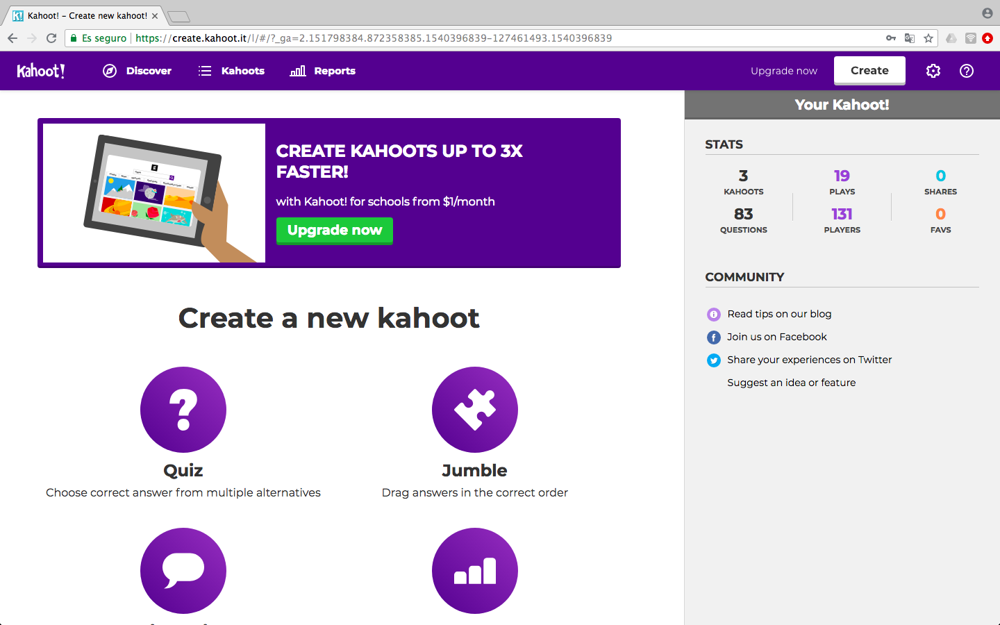 Kahoot! – Create new kahoot!
Es seguro
https://create.kahoot.it/l/#/?_ga=2.151798384.872358385.1540396839-127461493.1540396839
Kahoot!
Discover
Kahoots
Reports
Upgrade now
Create
CREATE KAHOOTS UP TO 3X
FASTER!
with Kahoot! for schools from $1/month
Upgrade now
Create a new kahoot
Quiz
Choose correct answer from multiple alternatives
Jumble
Drag answers in the correct order
Your Kahoot!
STATS
3
KAHOOTS
19
PLAYS
0
SHARES
83
QUESTIONS
131
PLAYERS
0
FAVS
COMMUNITY
Read tips on our blog
Join us on Facebook
Share your experiences on Twitter
Suggest an idea or feature